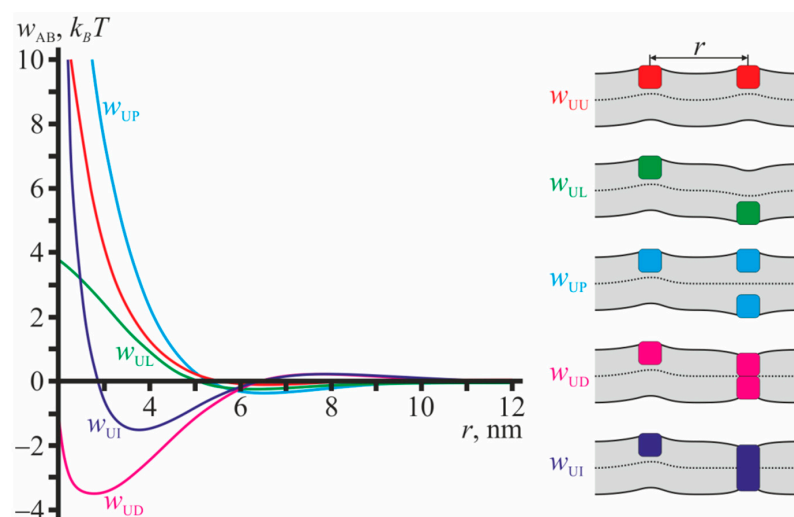 w_AB, k_BT
10
8
6
4
2
0
–2
–4
4
6
8
10
12
r, nm
w_UP
w_UL
w_UI
w_UD
r
w_UU
w_UL
w_UP
w_UD
w_UI